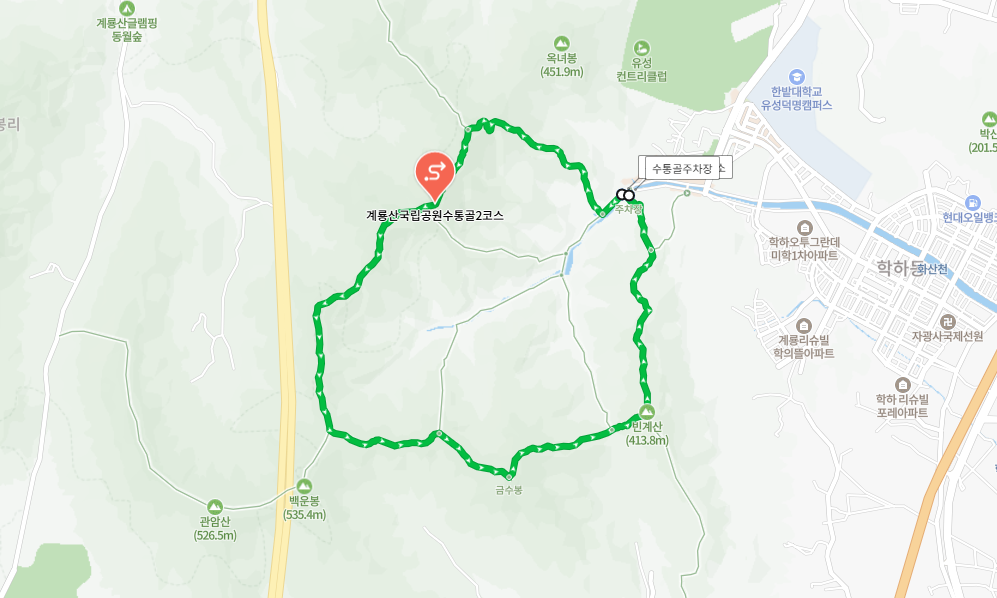 계룡산글램핑
동월숲
옥녀봉
(451.9m)
유성
컨트리클럽
한밭대학교
유성덕명캠퍼스
봉리
박산
(201.5
수통골주차장
소
주차장
계룡산국립공원수통골2코스
현대오일뱅크
학하오투그란데
미학1차아파트
학하동
화산천
계룡리슈빌
학의뜰아파트
자광사국제선원
학하 리슈빌
포레아파트
빈계산
(413.8m)
금수봉
백운봉
(535.4m)
관암산
(526.5m)